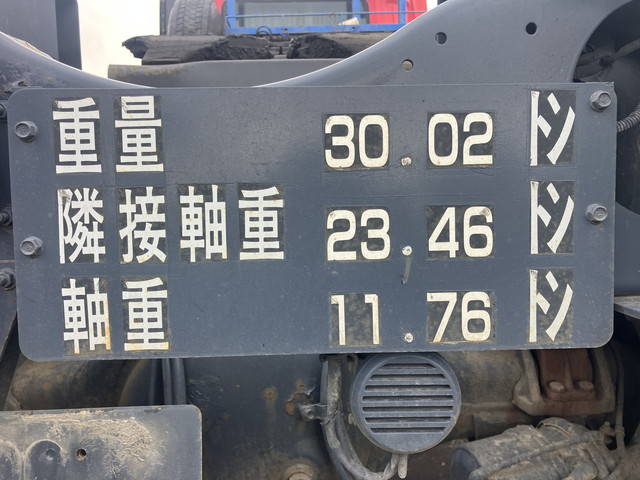 重量 30.02 トン
隣接軸重 23.46 トン
軸重 11.76 トン